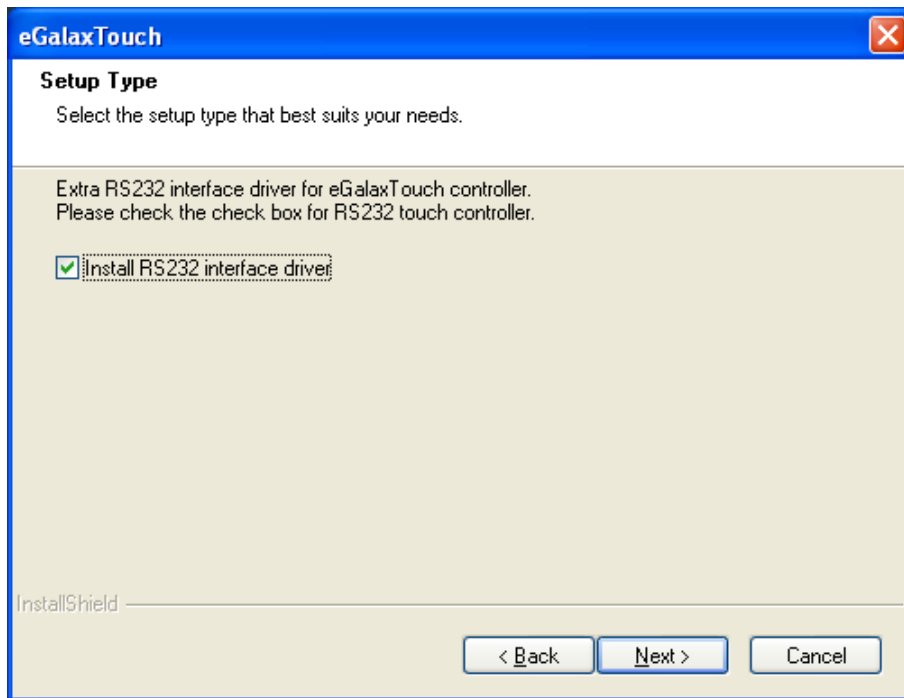 eGalaxTouch
Setup Type
Select the setup type that best suits your needs.
Extra RS232 interface driver for eGalaxTouch controller.
Please check the check box for RS232 touch controller.
Install RS232 interface driver
InstallShield
< Back
Next >
Cancel